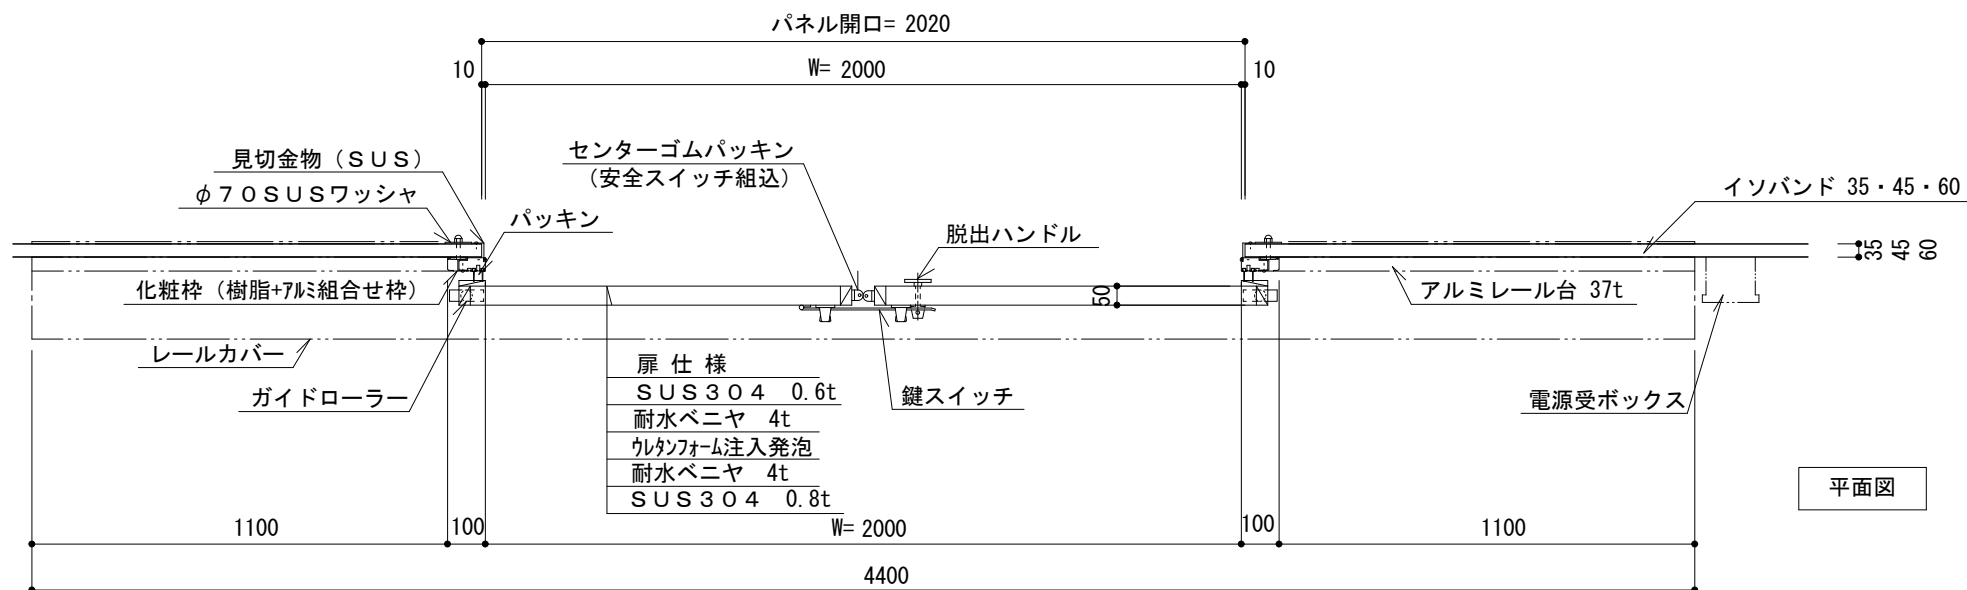 パネル開口= 2020
10
W= 2000
10
見切金物（ＳＵＳ）
φ７０ＳＵＳワッシャ
パッキン
センターゴムパッキン
（安全スイッチ組込）
脱出ハンドル
イソバンド 35・45・60
35
45
60
化粧枠（樹脂+ｱﾙﾐ組合せ枠）
50
アルミレール台 37t
レールカバー
ガイドローラー
扉 仕 様
ＳＵＳ３０４ 0.6t
耐水ベニヤ 4t
ｳﾚﾀﾝﾌｫｰﾑ注入発泡
耐水ベニヤ 4t
ＳＵＳ３０４ 0.8t
鍵スイッチ
電源受ボックス
平面図
1100
100
W= 2000
100
1100
4400